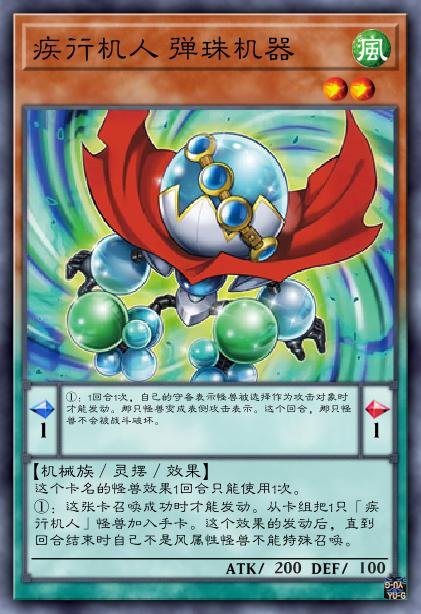 疾行机人 弹珠机器
風
①：1回合1次，自己的守备表示怪兽被选择作为攻击对象时
才能发动。那只怪兽变成表侧攻击表示。这个回合，那只怪
兽不会被战斗破坏。
1
1
【机械族／灵摆／效果】
这个卡名的怪兽效果1回合只能使用1次。
①：这张卡召唤成功时才能发动。从卡组把1只「疾
行机人」怪兽加入手卡。这个效果的发动后，直到
回合结束时自己不是风属性怪兽不能特殊召唤。
ATK/ 200 DEF/ 100